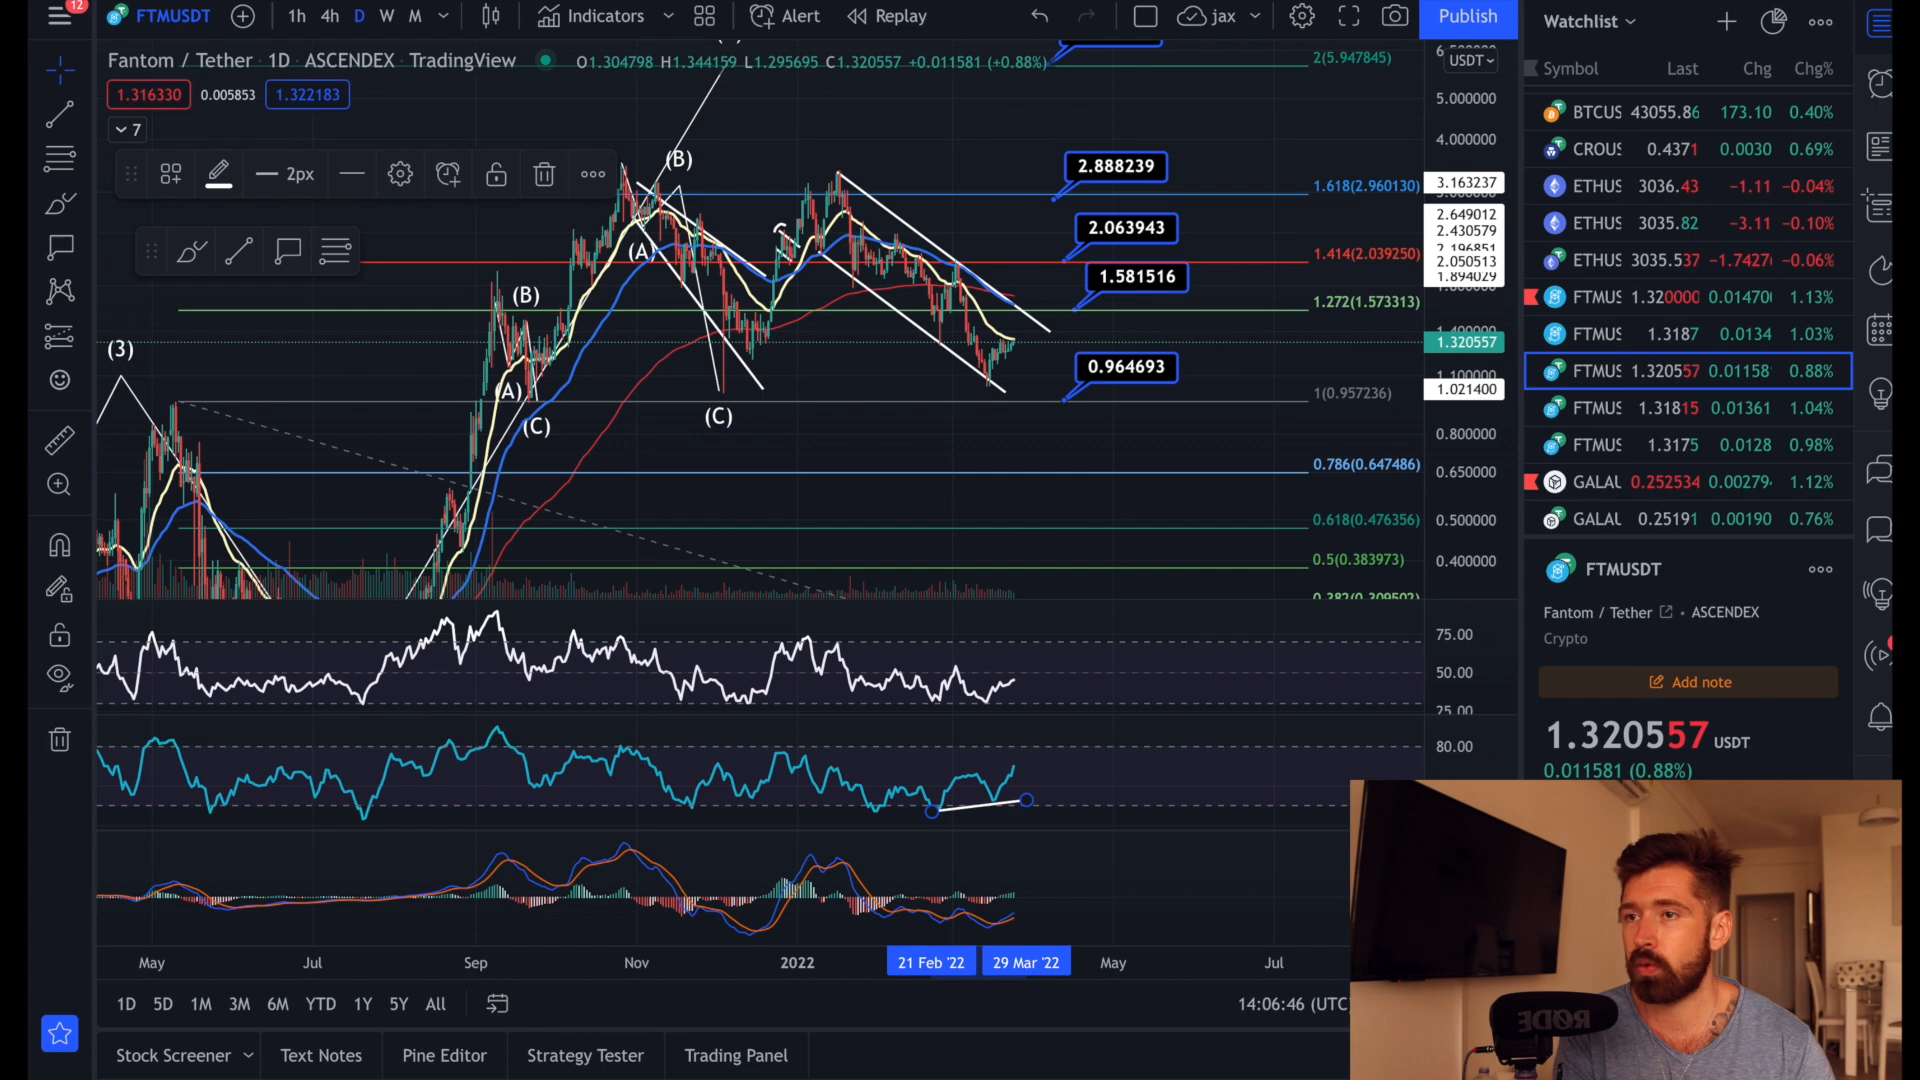 12
FTMUSDT
1h 4h D W M
Indicators
Alert
Replay
jax
Publish
Fantom / Tether · 1D · ASCENDEX · TradingView
O1.304798 H1.344159 L1.295695 C1.320557 +0.011581 (+0.88%)
1.316330 0.005853 1.322183
7
2px
USDT
2(5.947845)
5.000000
4.000000
2.888239
1.618(2.960130)
3.163237
2.063943
2.649012
2.430579
2.196851
1.414(2.039250)
2.050513
1.894029
1.581516
1.272(1.573313)
1.400000
1.320557
0.964693
1.100000
1(0.957236)
1.021400
0.800000
0.786(0.647486)
0.650000
0.618(0.476356)
0.500000
0.5(0.383973)
0.400000
0.382(0.309502)
(3)
(B)
(A)
(C)
(B)
(A)
(C)
75.00
50.00
25.00
80.00
May Jul Sep Nov 2022 21 Feb '22 29 Mar '22 May Jul
1D 5D 1M 3M 6M YTD 1Y 5Y All
14:06:46 (UTC)
Stock Screener Text Notes Pine Editor Strategy Tester Trading Panel
Watchlist
Symbol Last Chg Chg%
BTCUS 43055.86 173.10 0.40%
CROUS 0.4371 0.0030 0.69%
ETHUS 3036.43 −1.11 −0.04%
ETHUS 3035.82 −3.11 −0.10%
ETHUS 3035.537 −1.7427 −0.06%
FTMUS 1.320000 0.01470 1.13%
FTMUS 1.3187 0.0134 1.03%
FTMUS 1.320557 0.01158 0.88%
FTMUS 1.31815 0.01361 1.04%
FTMUS 1.3175 0.0128 0.98%
GALAU 0.252534 0.00279 1.12%
GALAU 0.25191 0.00190 0.76%
FTMUSDT
Fantom / Tether • ASCENDEX
Crypto
Add note
1.320557 USDT
0.011581 (0.88%)
RØDE